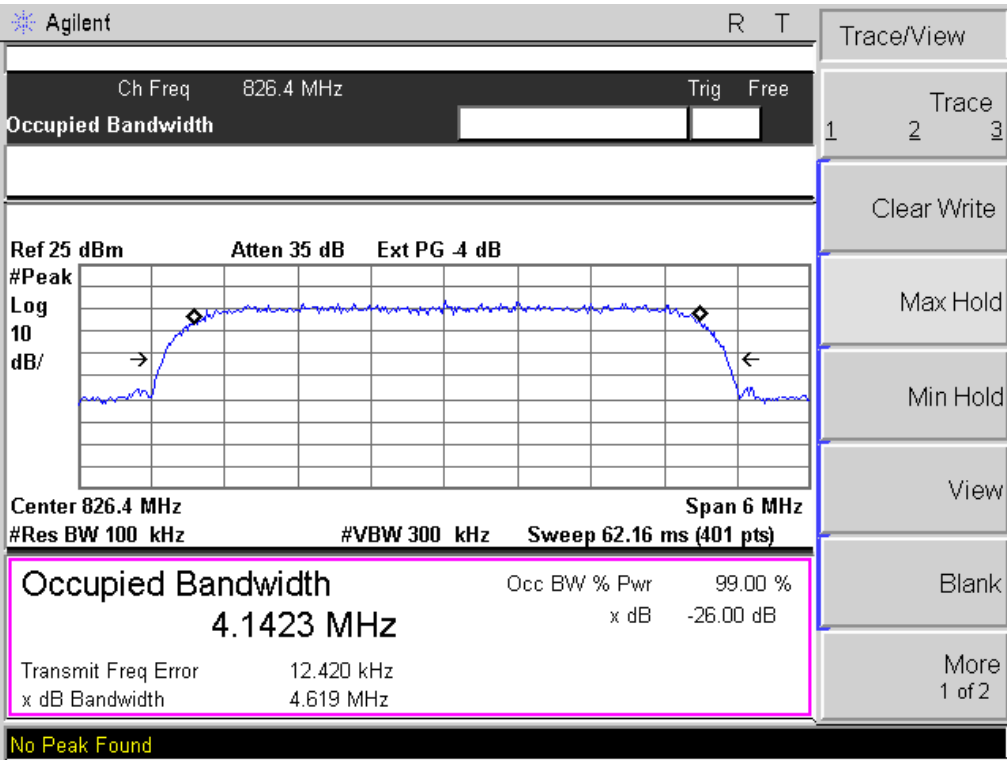 Agilent R T
Ch Freq 826.4 MHz Trig Free
Occupied Bandwidth
Ref 25 dBm Atten 35 dB Ext PG -4 dB
#Peak
Log
10
dB/
Center 826.4 MHz Span 6 MHz
#Res BW 100 kHz #VBW 300 kHz Sweep 62.16 ms (401 pts)
Occupied Bandwidth Occ BW % Pwr 99.00 %
4.1423 MHz x dB -26.00 dB
Transmit Freq Error 12.420 kHz
x dB Bandwidth 4.619 MHz
No Peak Found
Trace/View
Trace
1 2 3
Clear Write
Max Hold
Min Hold
View
Blank
More
1 of 2